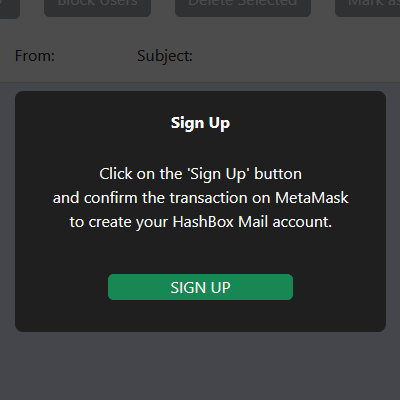 Block Users Delete Selected Mark as
From: Subject:
Sign Up
Click on the 'Sign Up' button
and confirm the transaction on MetaMask
to create your HashBox Mail account.
SIGN UP